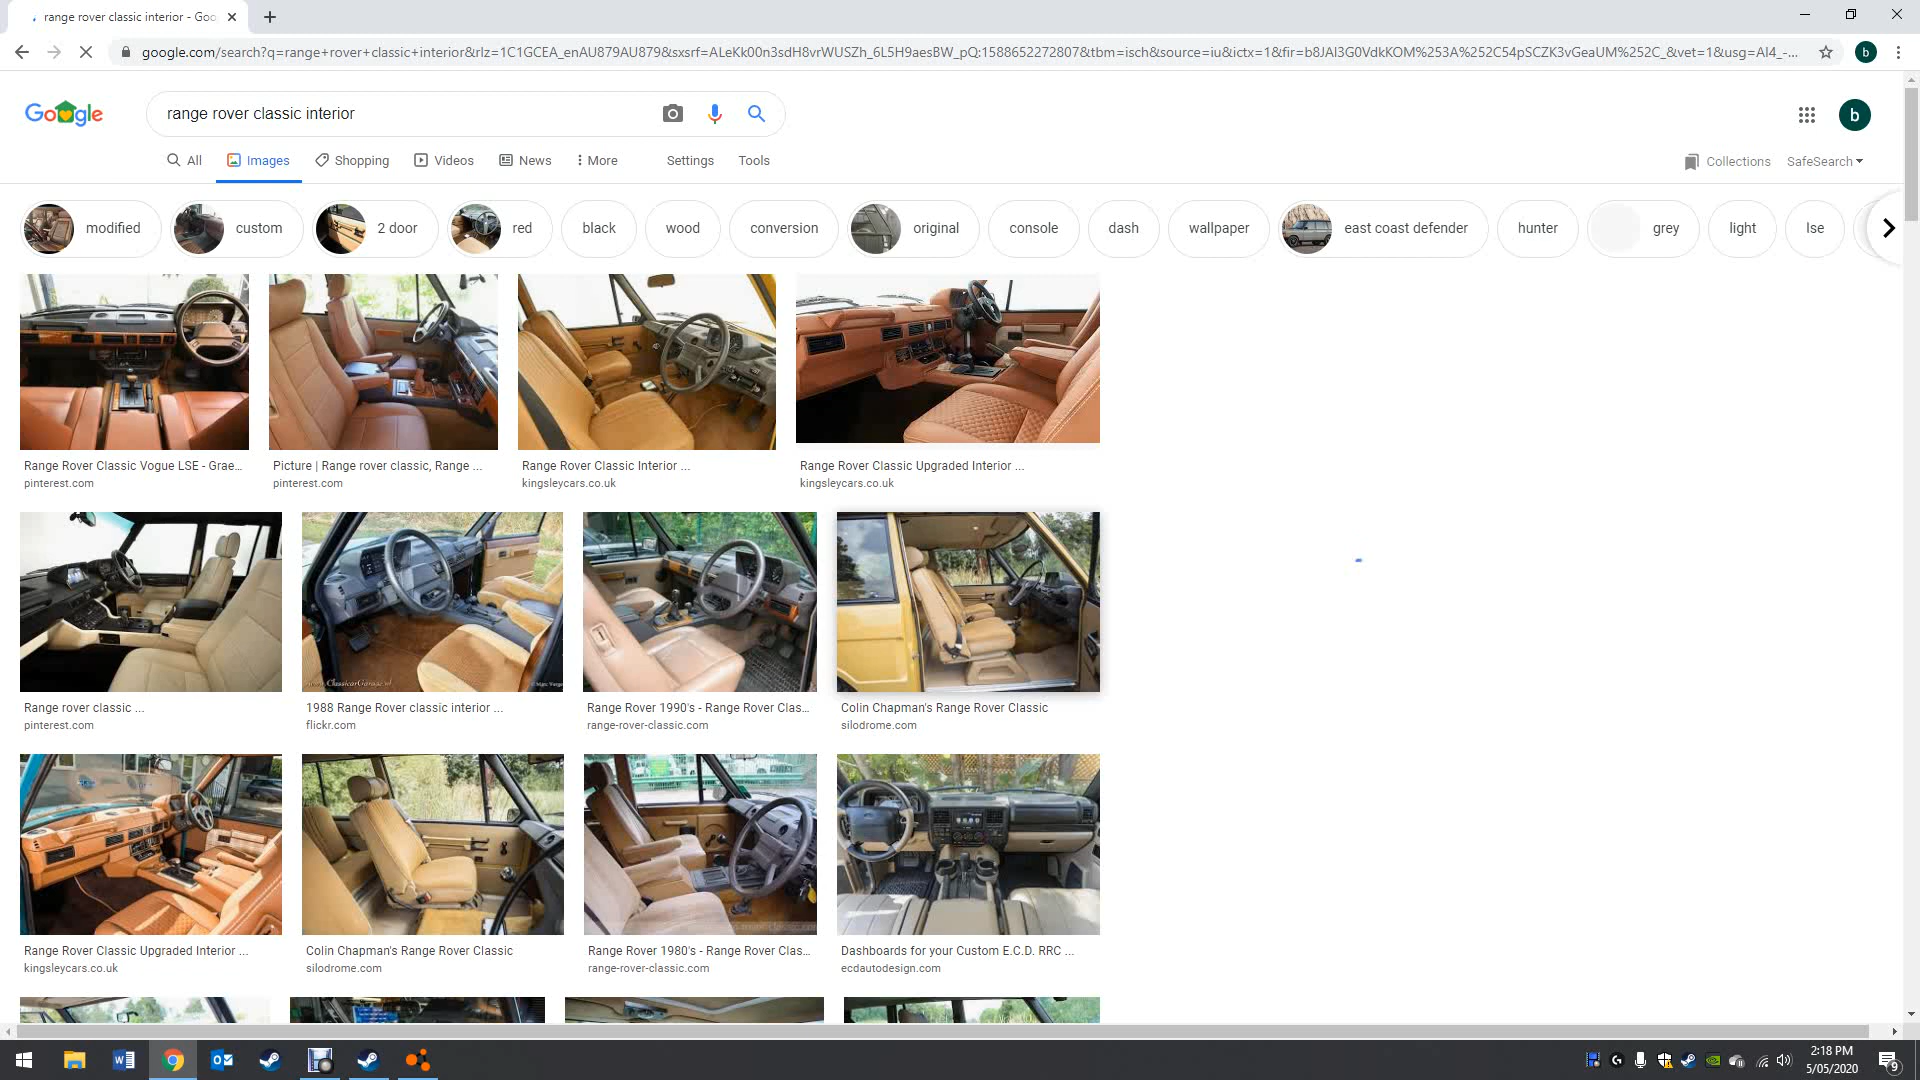 range rover classic interior - Goo
google.com/search?q=range+rover+classic+interior&rlz=1C1GCEA_enAU879AU879&sxsrf=ALeKk00n3sdH8vrWUSZh_6L5H9aesBW_pQ:1588652272807&tbm=isch&source=iu&ictx=1&fir=b8JAI3G0VdkKOM%253A%252C54pSCZK3vGeaUM%252C_&vet=1&usg=AI4_-...
b
Google
range rover classic interior
b
All Images Shopping Videos News More Settings Tools
Collections SafeSearch
modified custom 2 door red black wood conversion original console dash wallpaper east coast defender hunter grey light lse
Range Rover Classic Vogue LSE - Grae...
pinterest.com
Picture | Range rover classic, Range ...
pinterest.com
Range Rover Classic Interior ...
kingsleycars.co.uk
Range Rover Classic Upgraded Interior ...
kingsleycars.co.uk
Range rover classic ...
pinterest.com
1988 Range Rover classic interior ...
flickr.com
Range Rover 1990's - Range Rover Clas...
range-rover-classic.com
Colin Chapman's Range Rover Classic
silodrome.com
Range Rover Classic Upgraded Interior ...
kingsleycars.co.uk
Colin Chapman's Range Rover Classic
silodrome.com
Range Rover 1980's - Range Rover Clas...
range-rover-classic.com
Dashboards for your Custom E.C.D. RRC ...
ecdautodesign.com
2:18 PM
5/05/2020
9